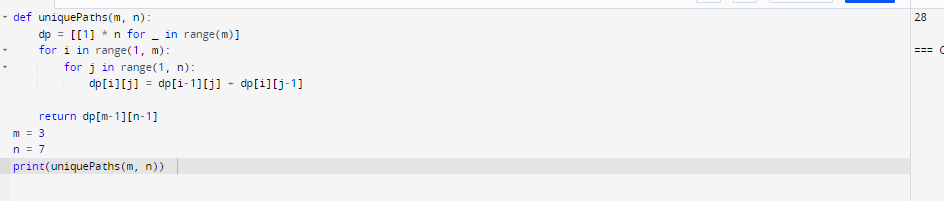 def uniquePaths(m, n):
    dp = [[1] * n for _ in range(m)]
    for i in range(1, m):
        for j in range(1, n):
            dp[i][j] = dp[i-1][j] + dp[i][j-1]

    return dp[m-1][n-1]
m = 3
n = 7
print(uniquePaths(m, n))
28
===